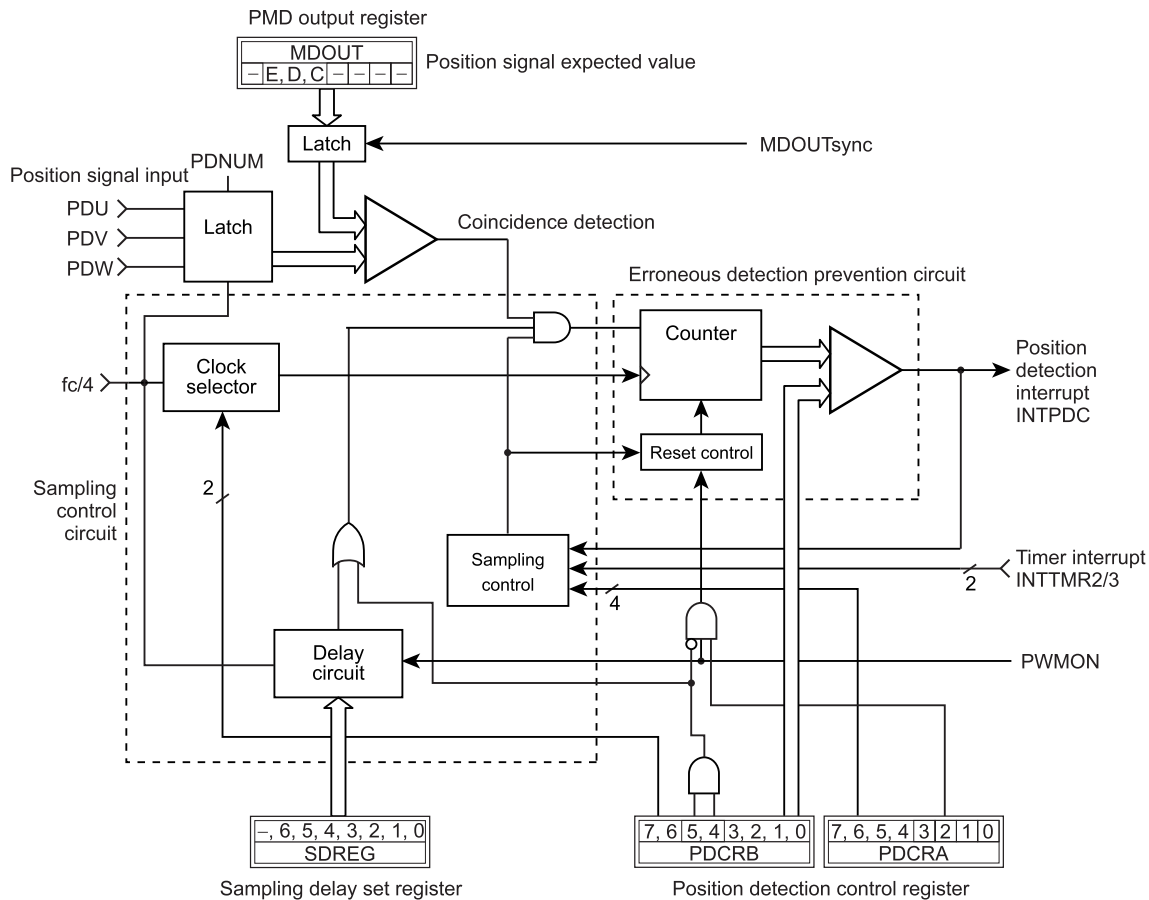 PMD output register
MDOUT
– E, D, C – – – –
Position signal expected value
Latch
MDOUTsync
PDNUM
Position signal input
PDU
PDV
PDW
Latch
Coincidence detection
Erroneous detection prevention circuit
Counter
Clock
selector
fc/4
Position
detection
interrupt
INTPDC
Reset control
2
Sampling
control
circuit
Sampling
control
Timer interrupt
INTTMR2/3
2
4
Delay
circuit
PWMON
–, 6, 5, 4, 3, 2, 1, 0
SDREG
7, 6 5, 4 3, 2, 1, 0
PDCRB
7, 6, 5, 4 3 2 1 0
PDCRA
Sampling delay set register
Position detection control register